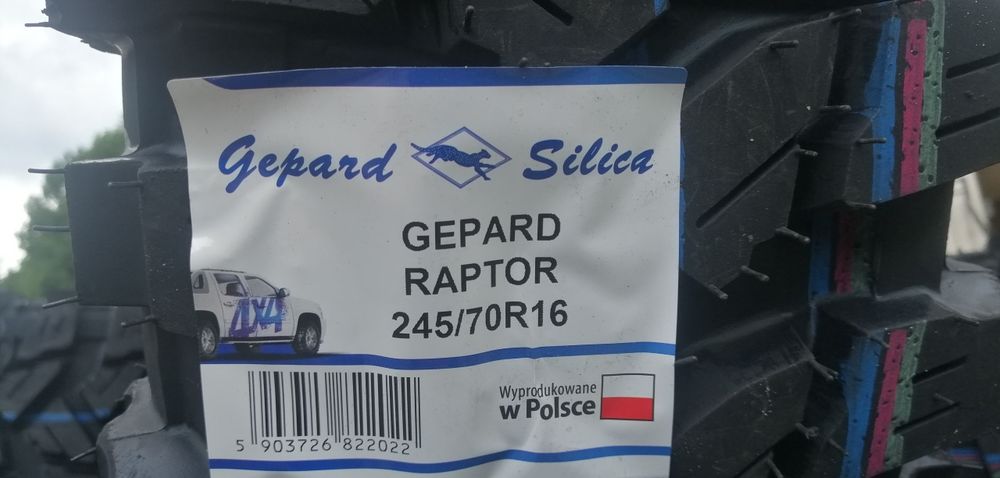 Gepard Silica
GEPARD
RAPTOR
245/70R16
4X4
Wyprodukowane
w Polsce
5 903726 822022